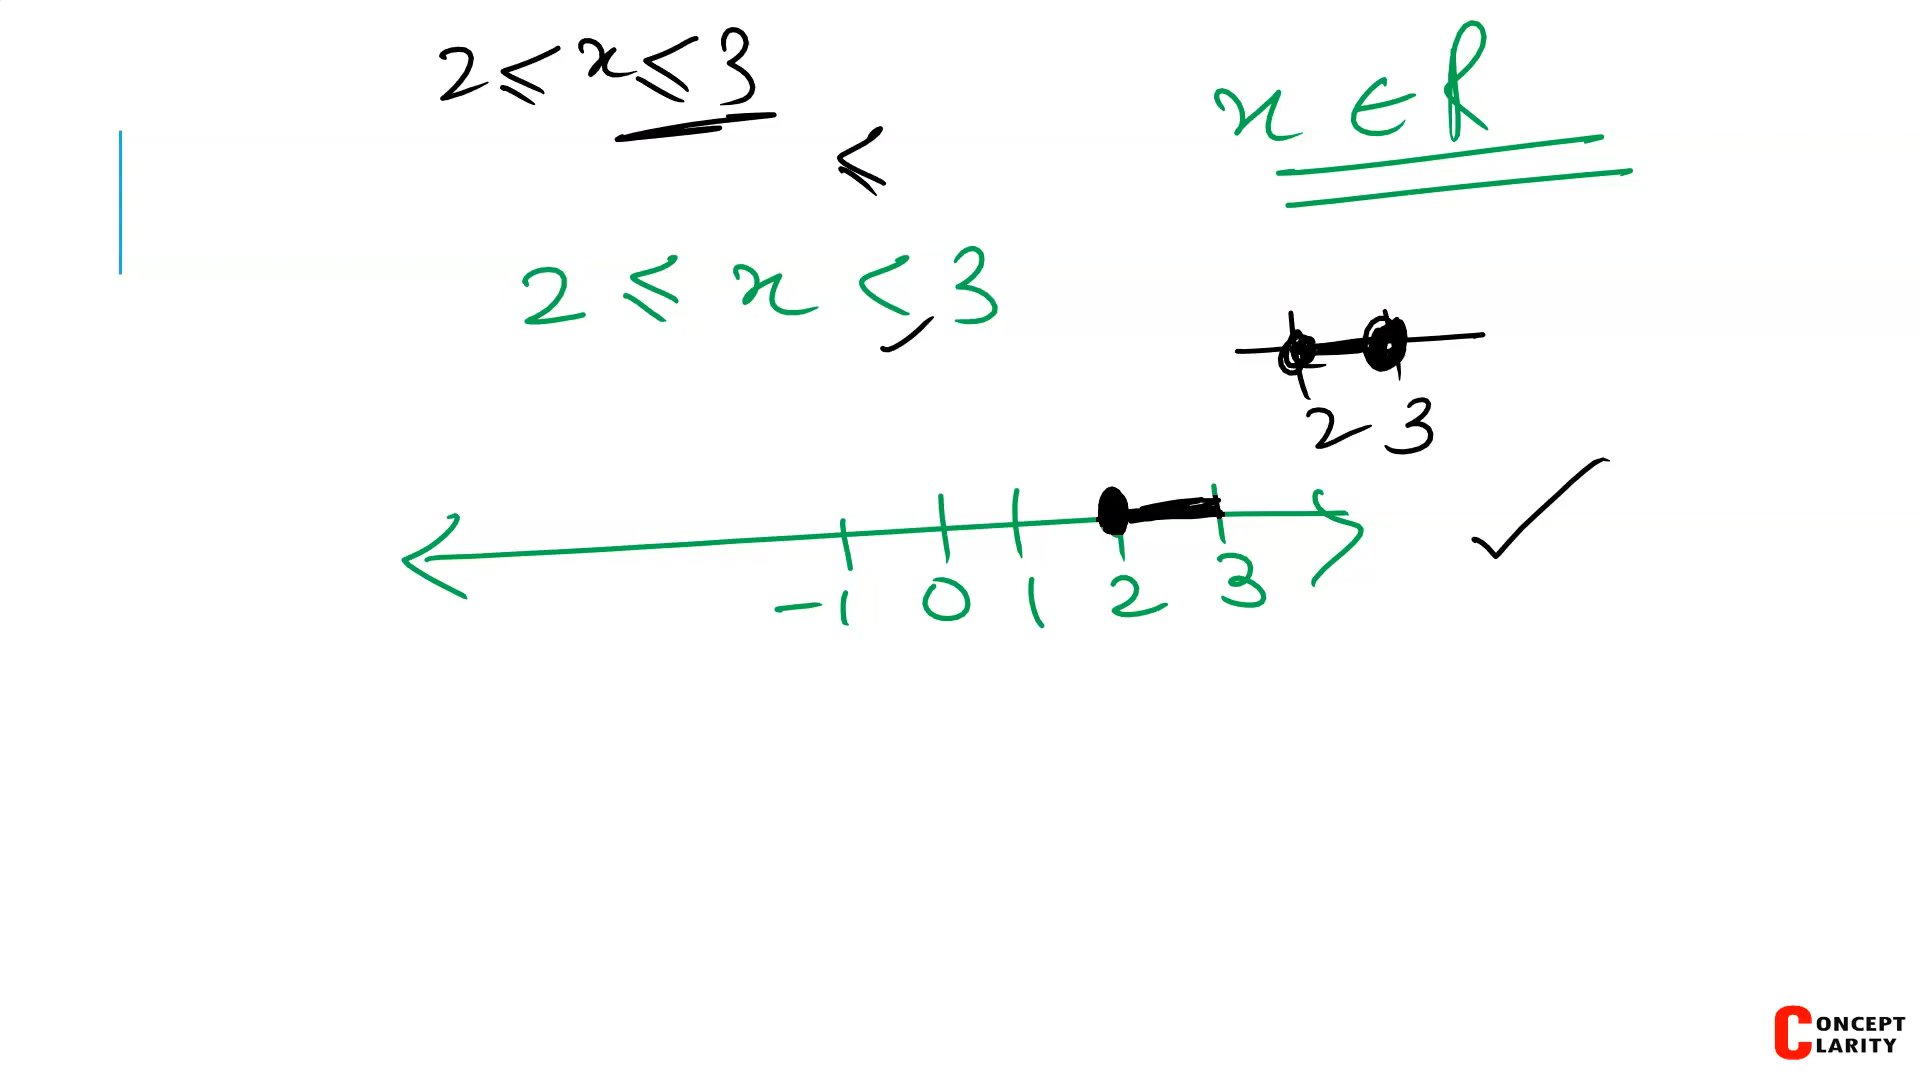 2 ≤ x ≤ 3
x ∈ R
≤
2 ≤ x < 3
2 3
-1 0 1 2 3
CONCEPT
CLARITY